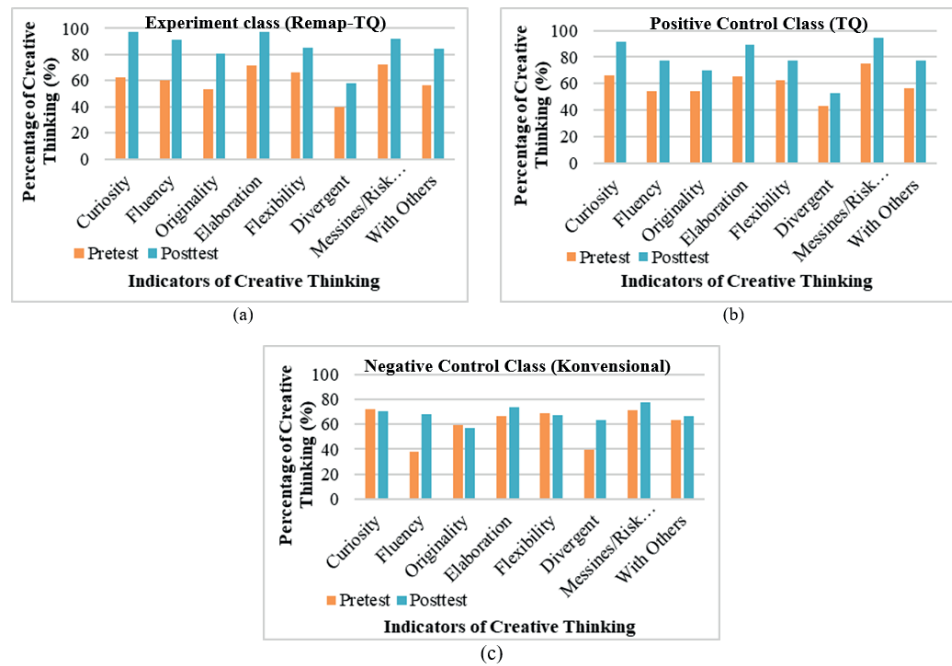 Experiment class (Remap-TQ)
Percentage of Creative
Thinking (%)
100
80
60
40
20
0
Curiosity
Fluency
Originality
Elaboration
Flexibility
Divergent
Messines/Risk…
With Others
Pretest Posttest
Indicators of Creative Thinking
(a)
Positive Control Class (TQ)
Percentage of Creative
Thinking (%)
100
80
60
40
20
0
Curiosity
Fluency
Originality
Elaboration
Flexibility
Divergent
Messines/Risk…
With Others
Pretest Posttest
Indicators of Creative Thinking
(b)
Negative Control Class (Konvensional)
Percentage of Creative
Thinking (%)
100
80
60
40
20
0
Curiosity
Fluency
Originality
Elaboration
Flexibility
Divergent
Messines/Risk…
With Others
Pretest Posttest
Indicators of Creative Thinking
(c)